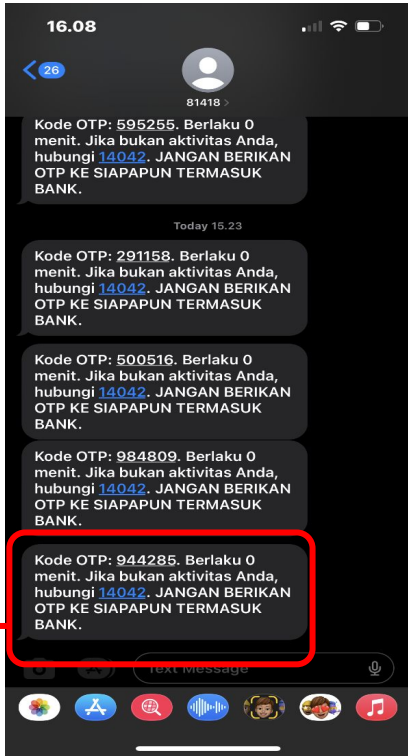 16.08
26
81418 >
Kode OTP: 595255. Berlaku 0
menit. Jika bukan aktivitas Anda,
hubungi 14042. JANGAN BERIKAN
OTP KE SIAPAPUN TERMASUK
BANK.
Today 15.23
Kode OTP: 291158. Berlaku 0
menit. Jika bukan aktivitas Anda,
hubungi 14042. JANGAN BERIKAN
OTP KE SIAPAPUN TERMASUK
BANK.
Kode OTP: 500516. Berlaku 0
menit. Jika bukan aktivitas Anda,
hubungi 14042. JANGAN BERIKAN
OTP KE SIAPAPUN TERMASUK
BANK.
Kode OTP: 984809. Berlaku 0
menit. Jika bukan aktivitas Anda,
hubungi 14042. JANGAN BERIKAN
OTP KE SIAPAPUN TERMASUK
BANK.
Kode OTP: 944285. Berlaku 0
menit. Jika bukan aktivitas Anda,
hubungi 14042. JANGAN BERIKAN
OTP KE SIAPAPUN TERMASUK
BANK.
Text Message